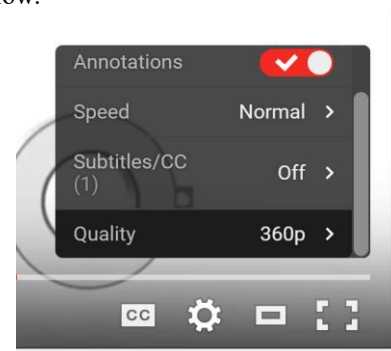 Annotations
Speed Normal >
Subtitles/CC
(1) Off >
Quality 360p >
CC